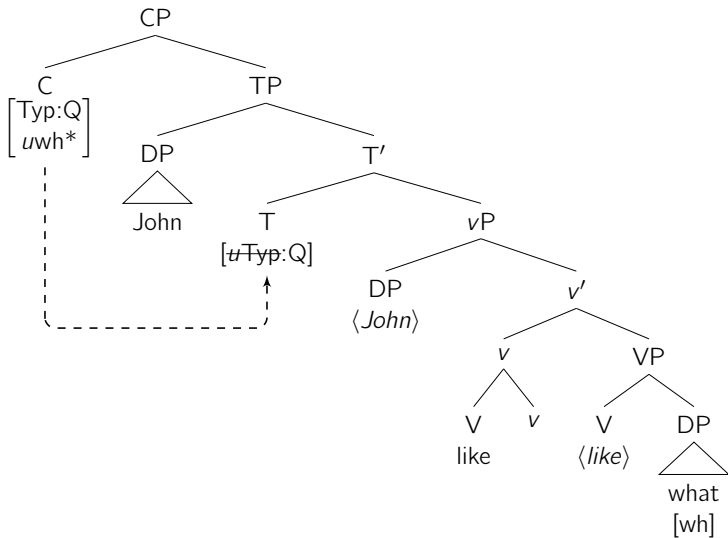 CP
C TP
[Typ:Q
uwh*]
DP T′
John T vP
[uTyp:Q]
DP v′
⟨John⟩
v VP
V v V DP
like ⟨like⟩
what
[wh]